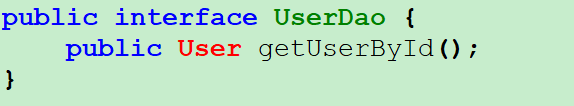 public interface UserDao {
    public User getUserById();
}